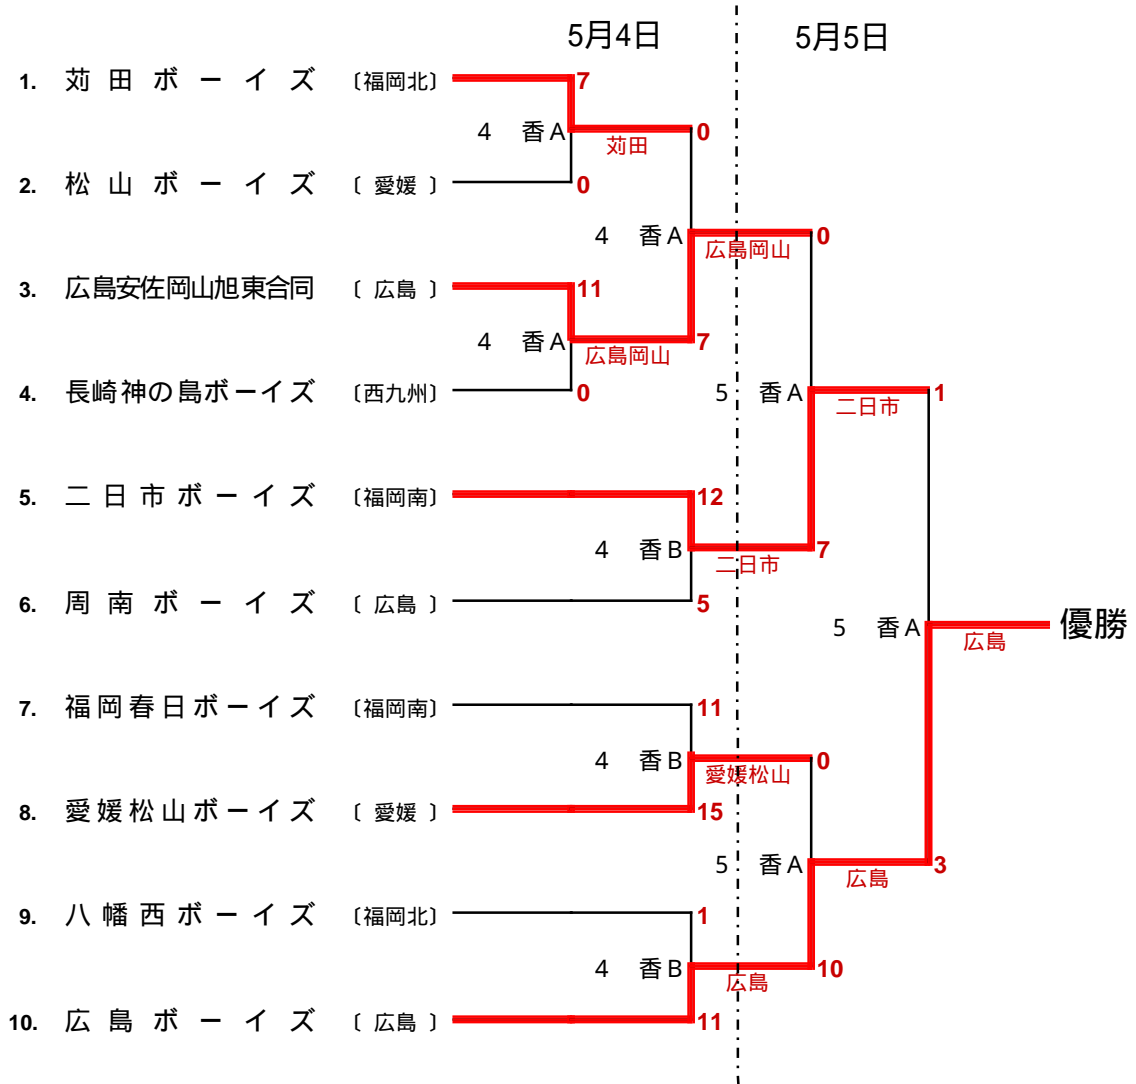 5月4日 5月5日
1. 苅田ボーイズ 〔福岡北〕 7
4 香A 苅田 0
2. 松山ボーイズ 〔愛媛〕 0
4 香A 広島岡山 0
3. 広島安佐岡山旭東合同 〔広島〕 11
4 香A 広島岡山 7
4. 長崎神の島ボーイズ 〔西九州〕 0
5 香A 二日市 1
5. 二日市ボーイズ 〔福岡南〕 12
4 香B 二日市 7
6. 周南ボーイズ 〔広島〕 5
5 香A 広島 優勝
7. 福岡春日ボーイズ 〔福岡南〕 11
4 香B 愛媛松山 0
8. 愛媛松山ボーイズ 〔愛媛〕 15
5 香A 広島 3
9. 八幡西ボーイズ 〔福岡北〕 1
4 香B 広島 10
10. 広島ボーイズ 〔広島〕 11